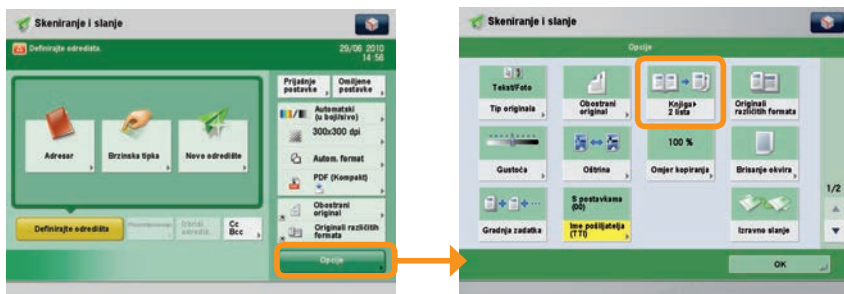 Skeniranje i slanje
Definirajte odredišta.
29/06 2010
14:56
Prijašnje
postavke
Omiljene
postavke
Adresar
Brzinska tipka
Novo odredište
Automatski
(u boji/sivo)
300x300 dpi
Autom. format
PDF (Kompakt)
Obostrani
original
Originali različitih
formata
Definirajte odredišta
Cc
Bcc
Opcije
Skeniranje i slanje
Opcije
Tekst/Foto
Tip originala
Obostrani
original
Knjiga
2 lista
Originali
različitih formata
Gustoća
Oštrina
100 %
Omjer kopiranja
Brisanje okvira
Gradnja zadatka
S postavkama
(00)
Ime pošiljatelja
(TTI)
Izravno slanje
1/2
OK